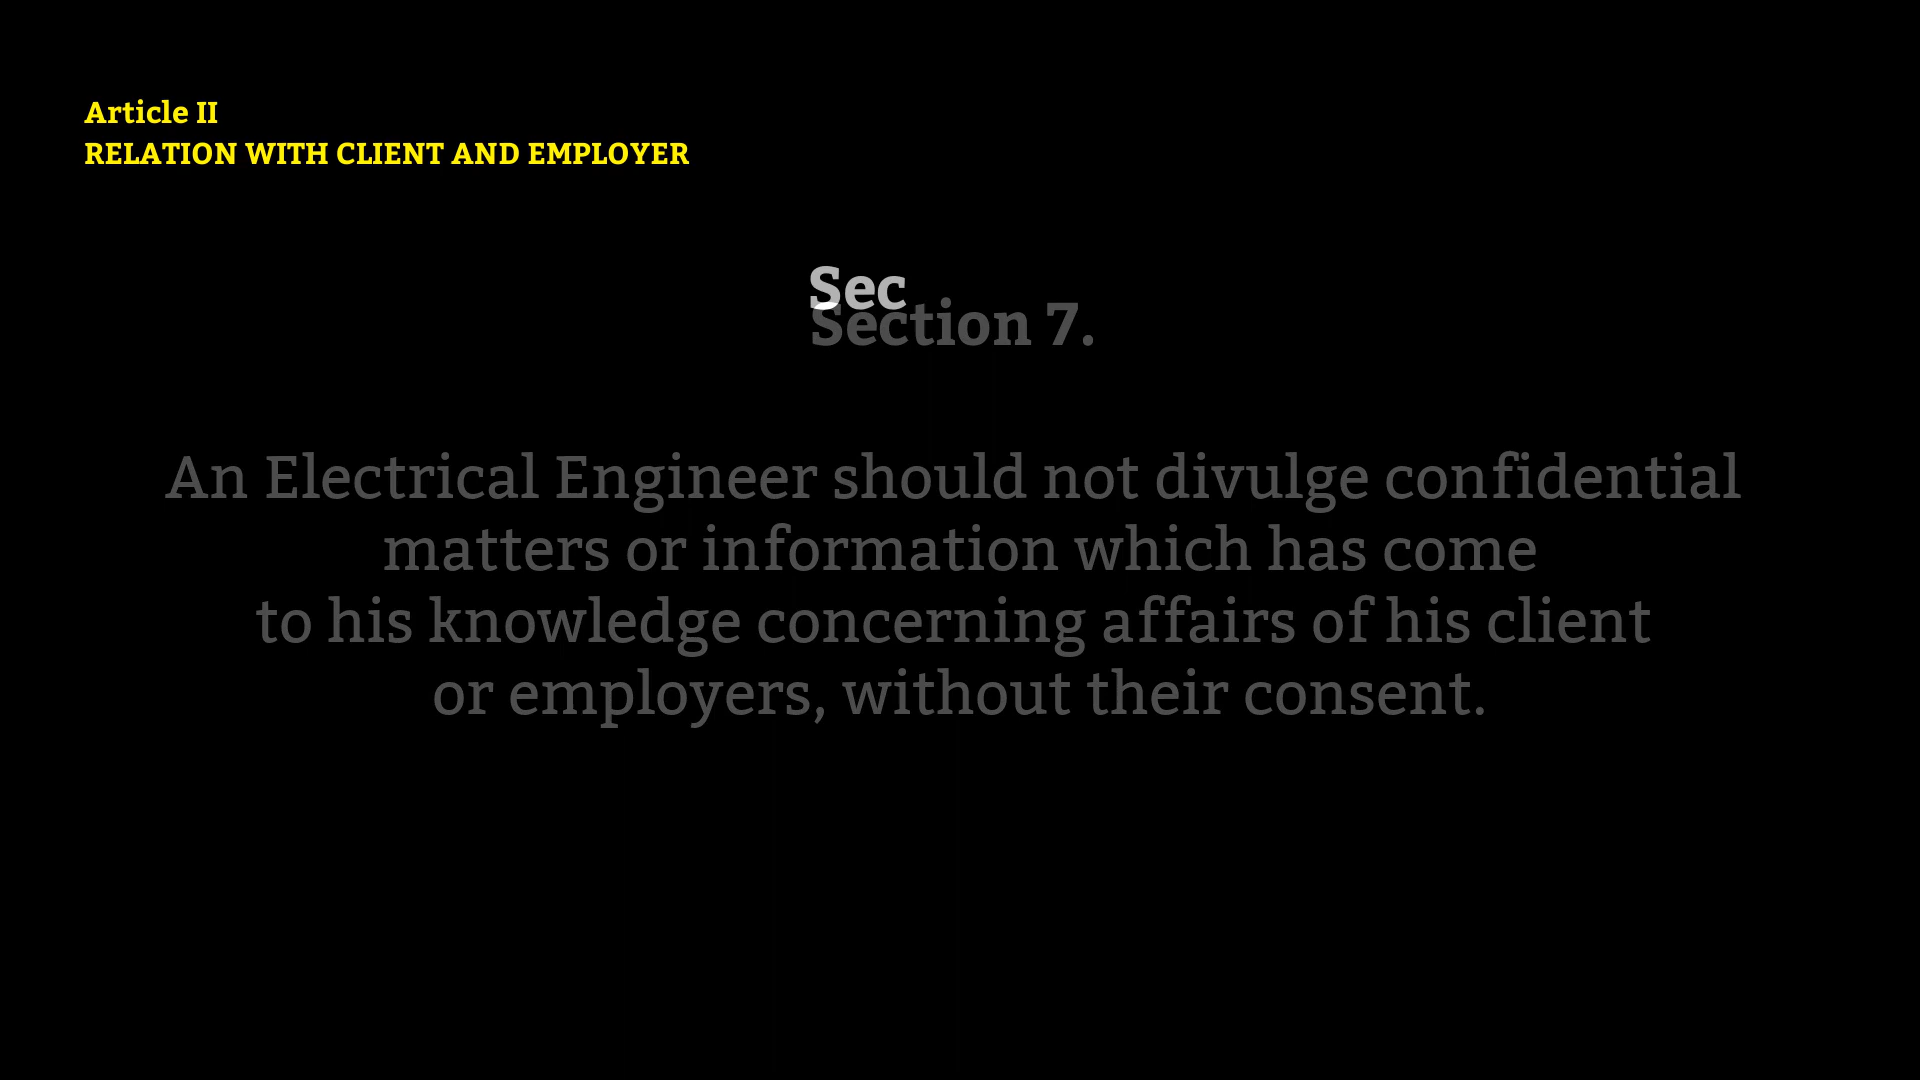 Article II
RELATION WITH CLIENT AND EMPLOYER
Sec
Section 7.
An Electrical Engineer should not divulge confidential
matters or information which has come
to his knowledge concerning affairs of his client
or employers, without their consent.